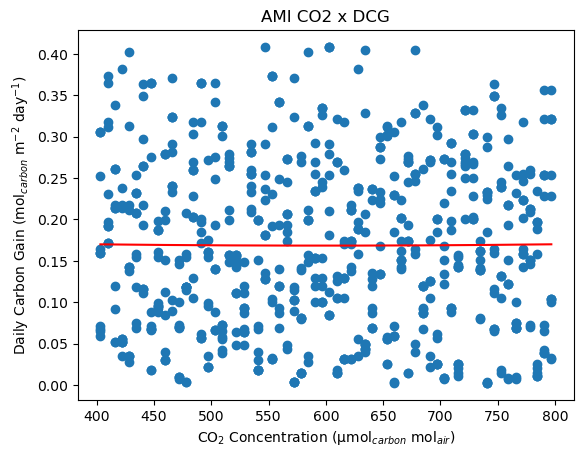 AMI CO2 x DCG
Daily Carbon Gain (mol_carbon m⁻² day⁻¹)
0.40
0.35
0.30
0.25
0.20
0.15
0.10
0.05
0.00
400 450 500 550 600 650 700 750 800
CO₂ Concentration (μmol_carbon mol_air)